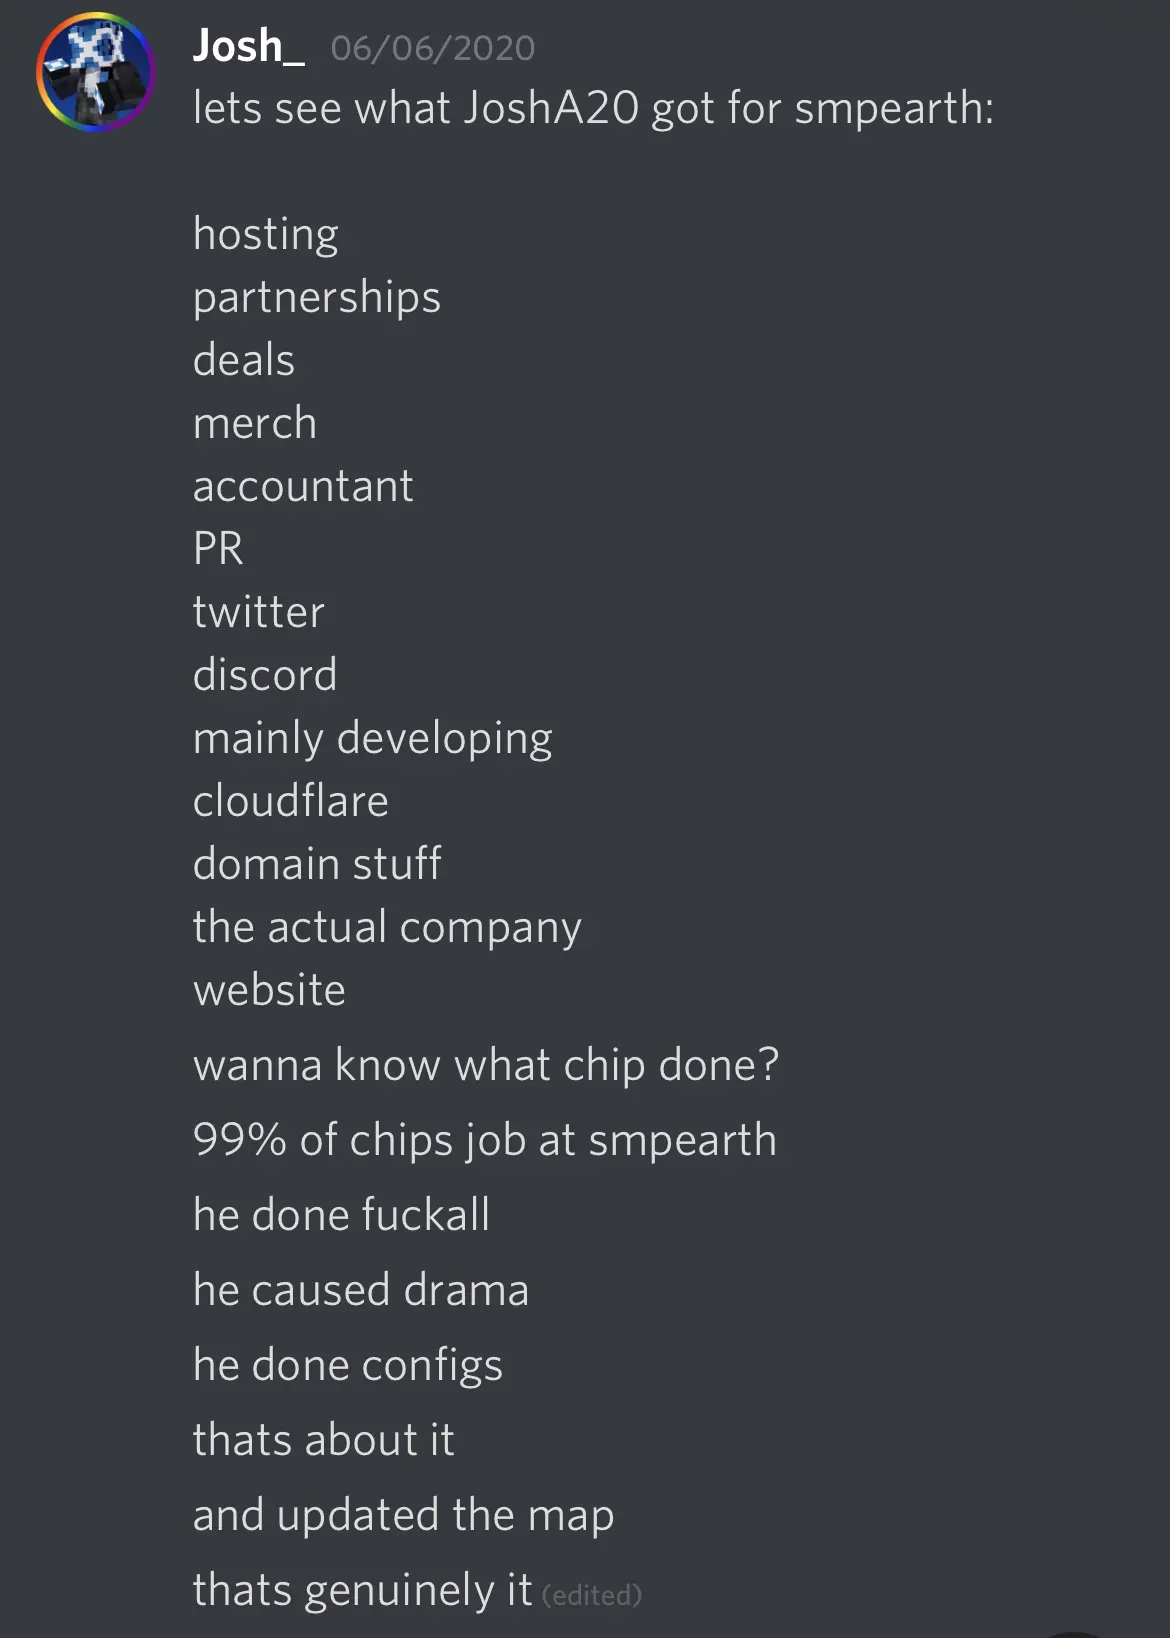 Josh_ 06/06/2020
lets see what JoshA20 got for smpearth:
hosting
partnerships
deals
merch
accountant
PR
twitter
discord
mainly developing
cloudflare
domain stuff
the actual company
website
wanna know what chip done?
99% of chips job at smpearth
he done fuckall
he caused drama
he done configs
thats about it
and updated the map
thats genuinely it (edited)